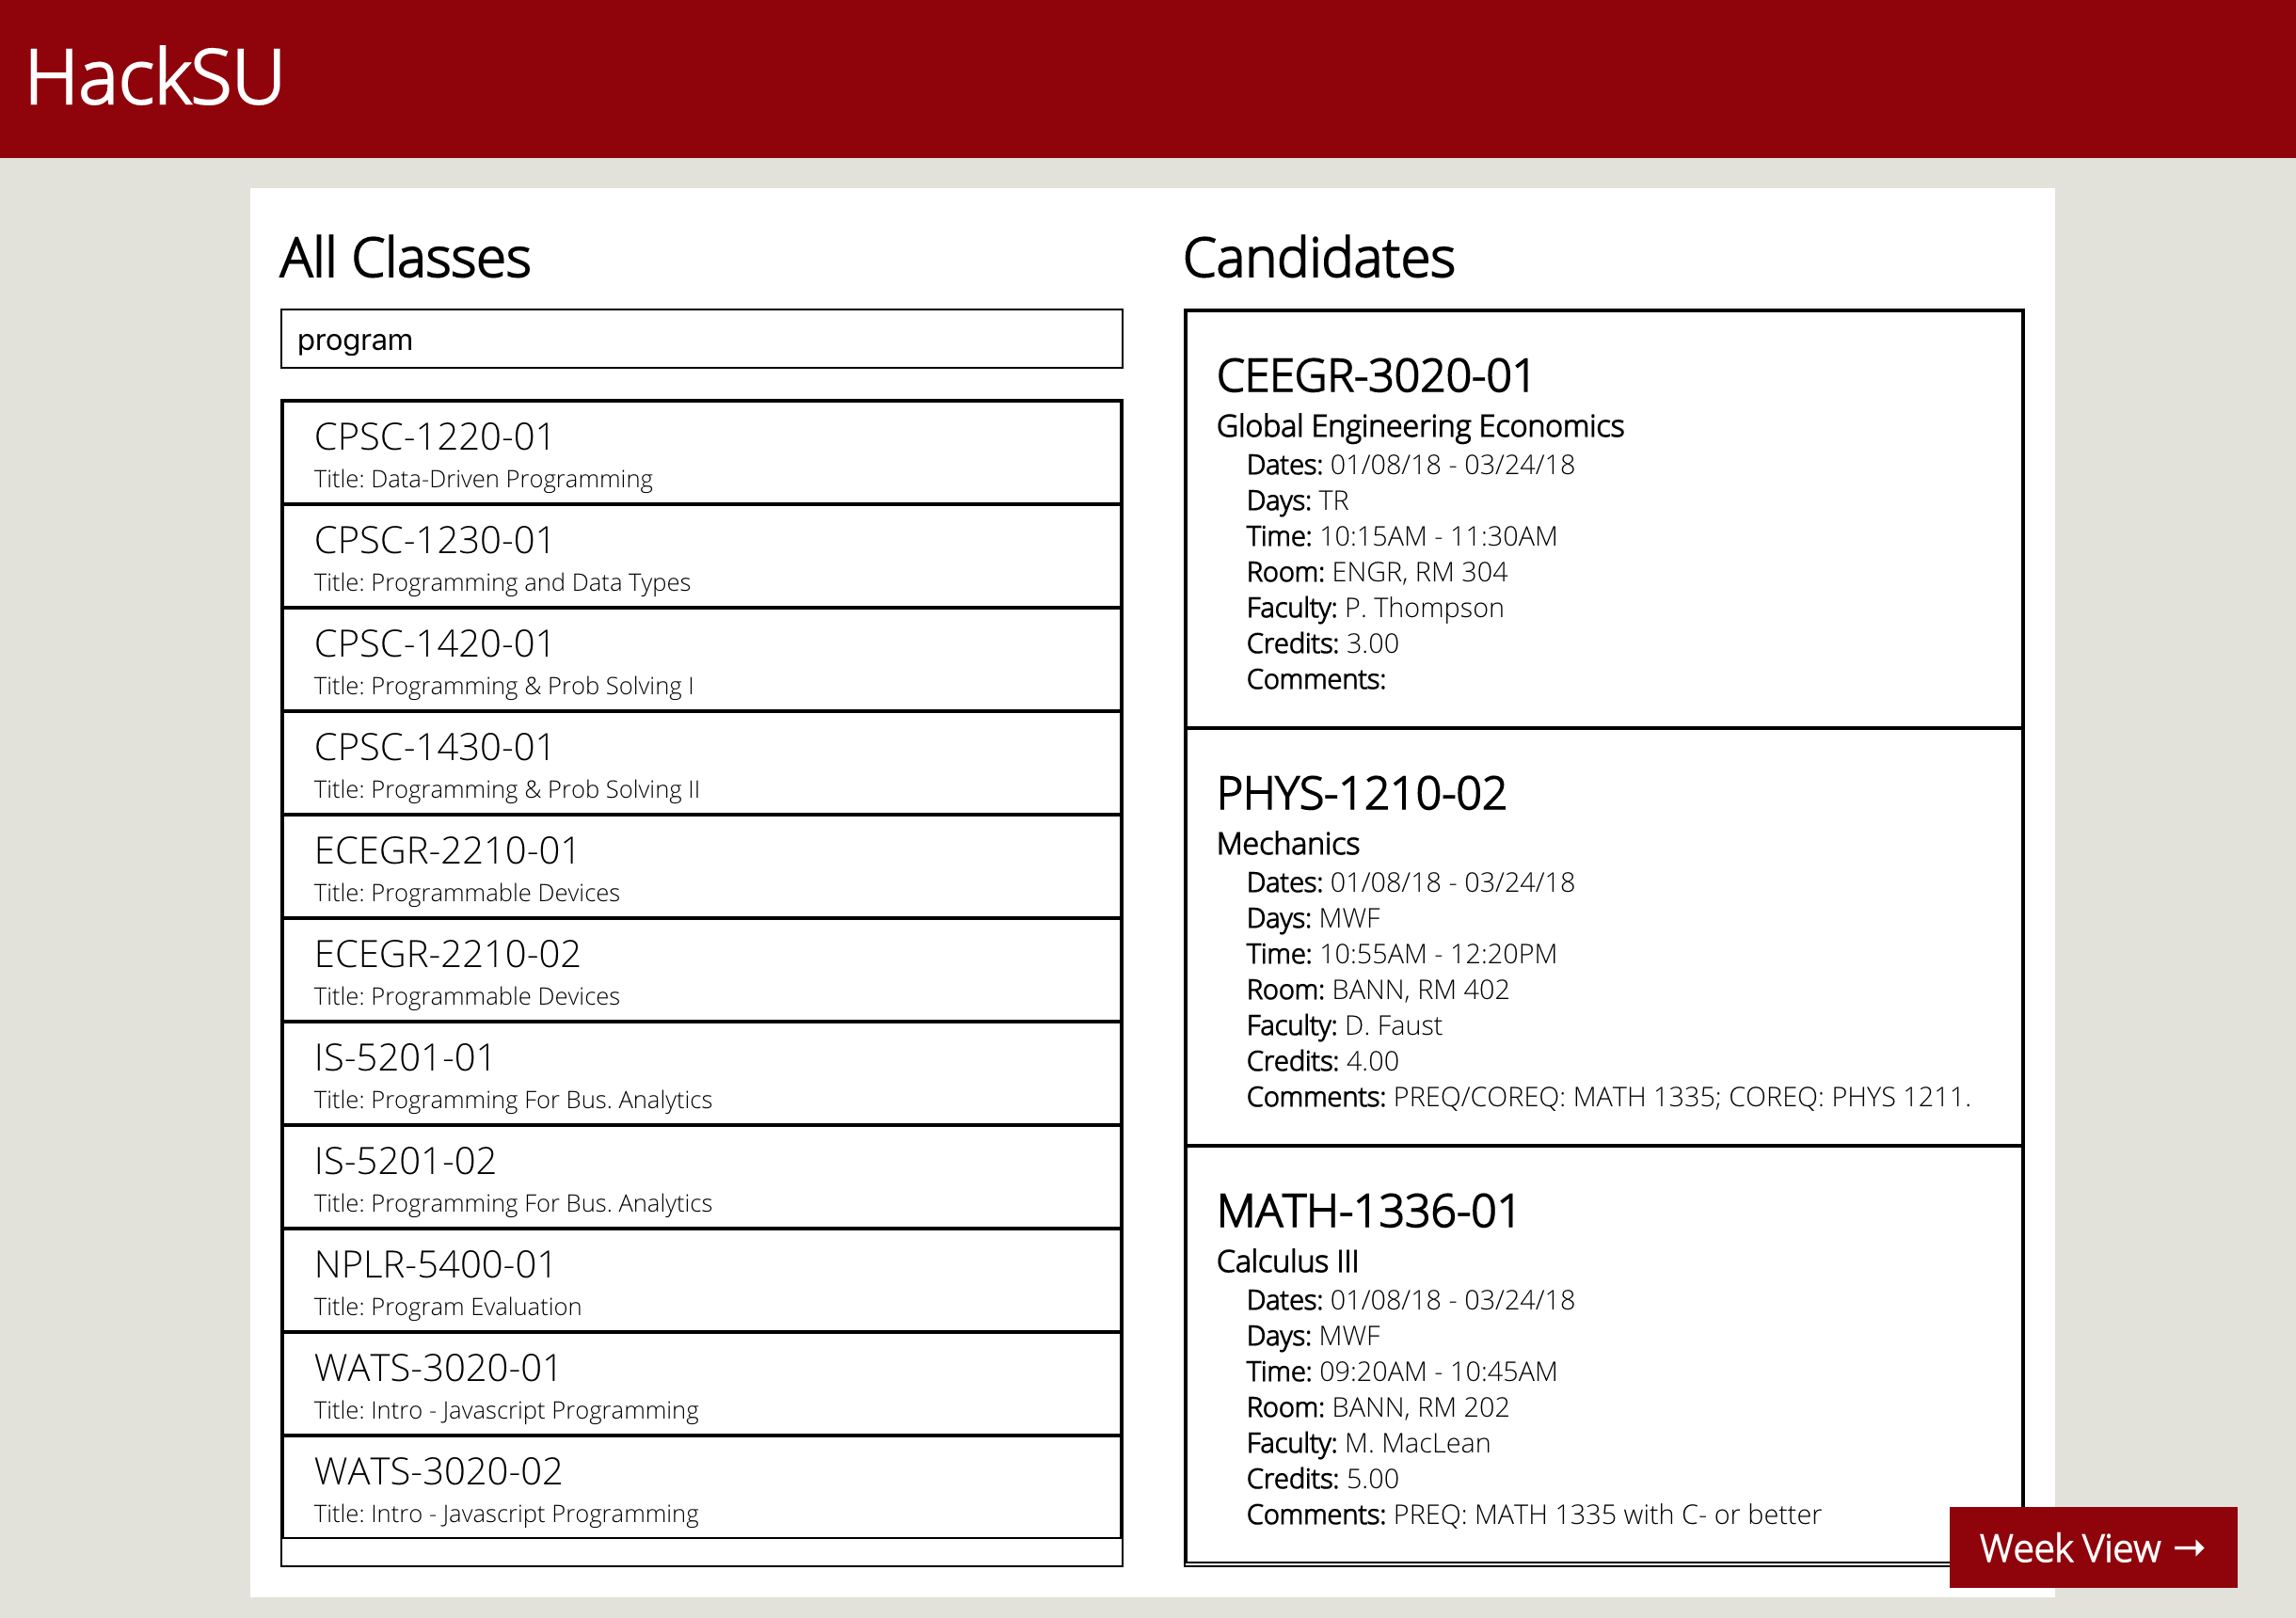 HackSU
All Classes
program
CPSC-1220-01
Title: Data-Driven Programming
CPSC-1230-01
Title: Programming and Data Types
CPSC-1420-01
Title: Programming & Prob Solving I
CPSC-1430-01
Title: Programming & Prob Solving II
ECEGR-2210-01
Title: Programmable Devices
ECEGR-2210-02
Title: Programmable Devices
IS-5201-01
Title: Programming For Bus. Analytics
IS-5201-02
Title: Programming For Bus. Analytics
NPLR-5400-01
Title: Program Evaluation
WATS-3020-01
Title: Intro - Javascript Programming
WATS-3020-02
Title: Intro - Javascript Programming
Candidates
CEEGR-3020-01
Global Engineering Economics
Dates: 01/08/18 - 03/24/18
Days: TR
Time: 10:15AM - 11:30AM
Room: ENGR, RM 304
Faculty: P. Thompson
Credits: 3.00
Comments:
PHYS-1210-02
Mechanics
Dates: 01/08/18 - 03/24/18
Days: MWF
Time: 10:55AM - 12:20PM
Room: BANN, RM 402
Faculty: D. Faust
Credits: 4.00
Comments: PREQ/COREQ: MATH 1335; COREQ: PHYS 1211.
MATH-1336-01
Calculus III
Dates: 01/08/18 - 03/24/18
Days: MWF
Time: 09:20AM - 10:45AM
Room: BANN, RM 202
Faculty: M. MacLean
Credits: 5.00
Comments: PREQ: MATH 1335 with C- or better
Week View →